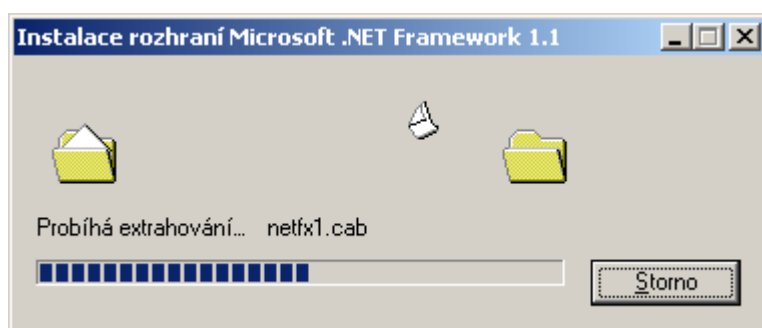 Instalace rozhraní Microsoft .NET Framework 1.1
Probíhá extrahování... netfx1.cab
Storno